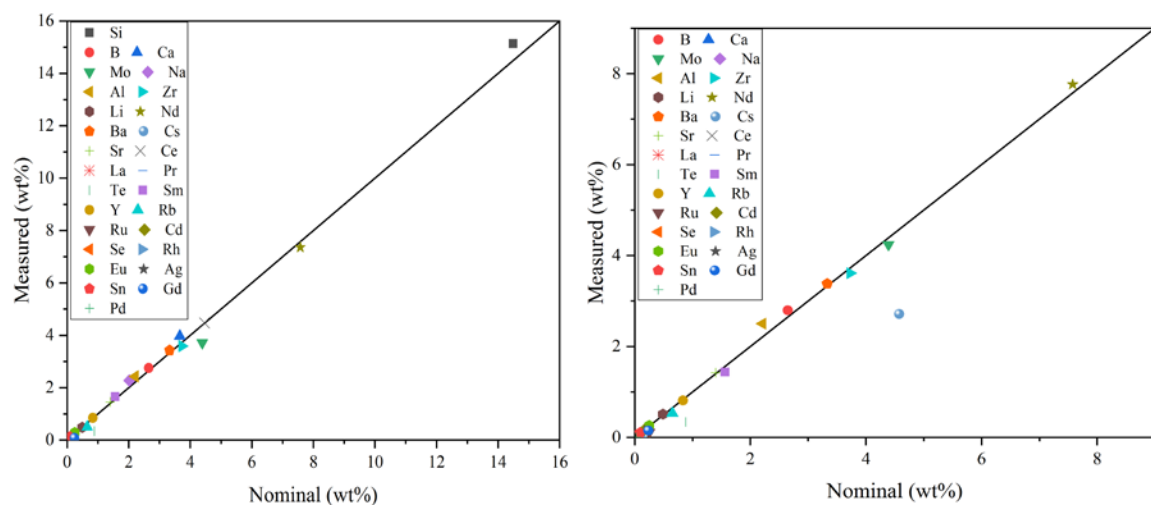 16
14
12
10
8
6
4
2
0
Measured (wt%)
Si
B Ca
Mo Na
Al Zr
Li Nd
Ba Cs
Sr Ce
La Pr
Te Sm
Y Rb
Ru Cd
Se Rh
Eu Ag
Sn Gd
Pd
0 2 4 6 8 10 12 14 16
Nominal (wt%)
8
6
4
2
0
Measured (wt%)
B Ca
Mo Na
Al Zr
Li Nd
Ba Cs
Sr Ce
La Pr
Te Sm
Y Rb
Ru Cd
Se Rh
Eu Ag
Sn Gd
Pd
0 2 4 6 8
Nominal (wt%)